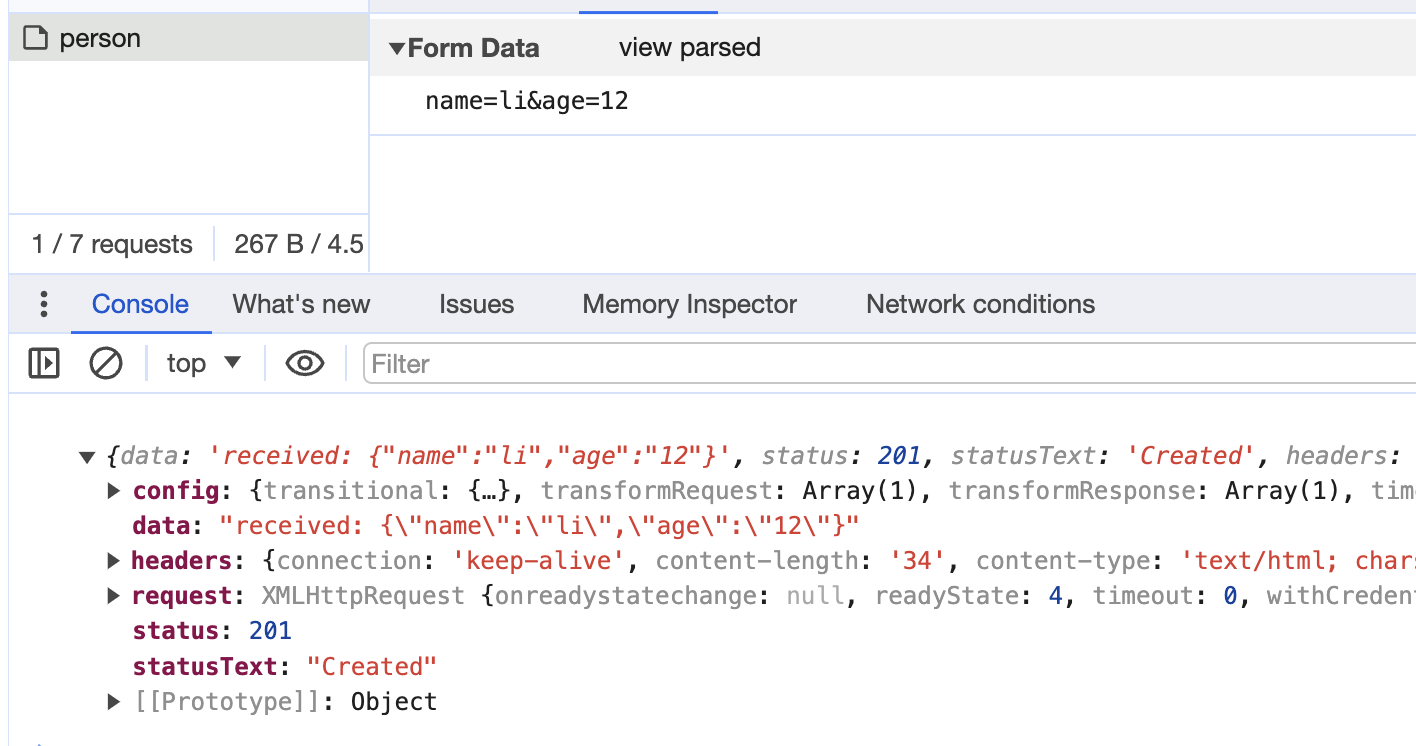 person
▼Form Data view parsed
name=li&age=12
1 / 7 requests 267 B / 4.5
Console What's new Issues Memory Inspector Network conditions
top ▼ Filter
▼ {data: 'received: {"name":"li","age":"12"}', status: 201, statusText: 'Created', headers:
▶ config: {transitional: {…}, transformRequest: Array(1), transformResponse: Array(1), tim
data: "received: {\"name\":\"li\",\"age\":\"12\"}"
▶ headers: {connection: 'keep-alive', content-length: '34', content-type: 'text/html; char
▶ request: XMLHttpRequest {onreadystatechange: null, readyState: 4, timeout: 0, withCreden
status: 201
statusText: "Created"
▶ [[Prototype]]: Object